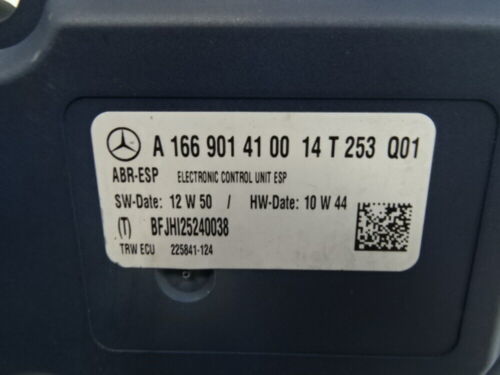 A 166 901 41 00 14 T 253 Q01
ABR-ESP ELECTRONIC CONTROL UNIT ESP
SW-Date: 12 W 50 / HW-Date: 10 W 44
(T) BFJHI25240038
TRW ECU 225841-124